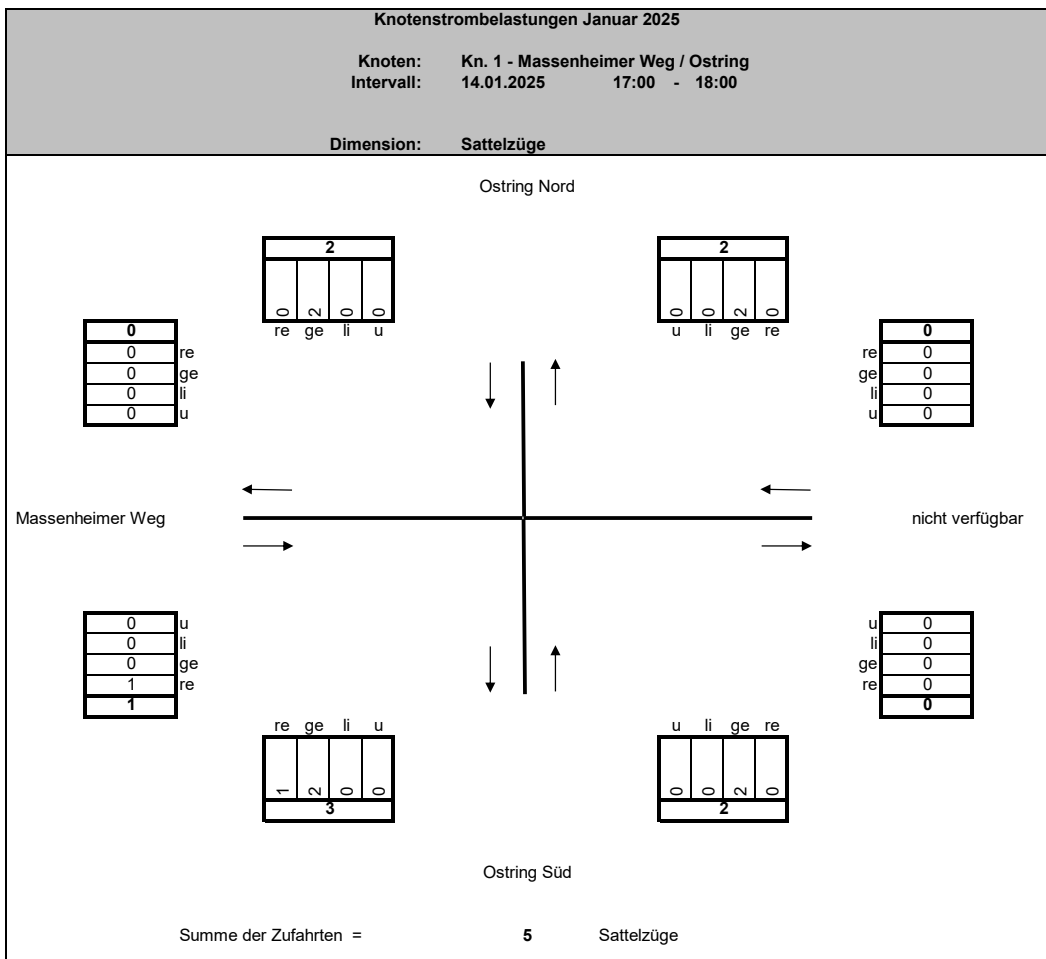 Knotenstrombelastungen Januar 2025
Knoten: Kn. 1 - Massenheimer Weg / Ostring
Intervall: 14.01.2025 17:00 - 18:00
Dimension: Sattelzüge
Ostring Nord
2
0 2 0 0
re ge li u
2
0 0 2 0
u li ge re
0
0 re
0 ge
0 li
0 u
0
re 0
ge 0
li 0
u 0
Massenheimer Weg
nicht verfügbar
0 u
0 li
0 ge
1 re
1
u 0
li 0
ge 0
re 0
0
re ge li u
1 2 0 0
3
u li ge re
0 0 2 0
2
Ostring Süd
Summe der Zufahrten = 5 Sattelzüge